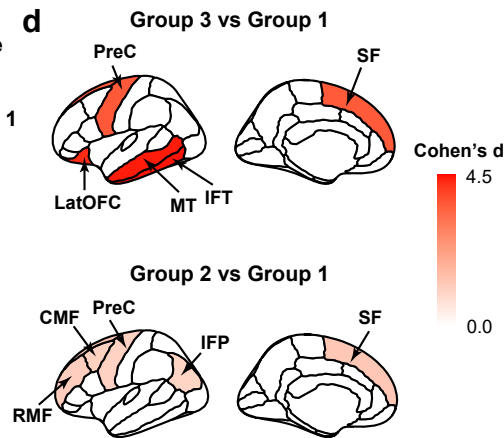 d
Group 3 vs Group 1
e
PreC
SF
1
Cohen's d
4.5
LatOFC
MT
IFT
0.0
Group 2 vs Group 1
CMF
PreC
IFP
SF
RMF